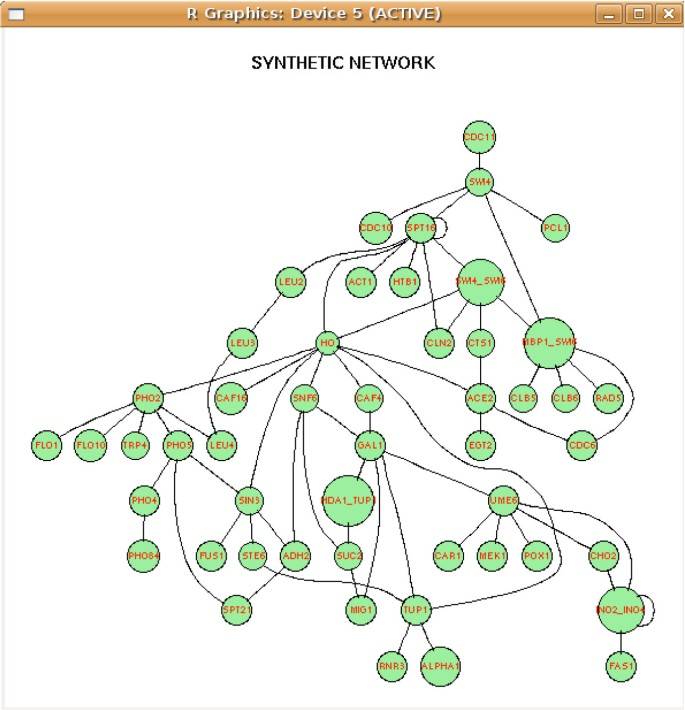 R Graphics: Device 5 (ACTIVE)
SYNTHETIC NETWORK
CDC11
SWI4
CDC10 SPT16 PCL1
LEU2 ACT1 HTB1 SWI4_SWI6
LEU3 HO CLN2 CTS1 MBP1_SWI6
PHO2 CAF16 SNF6 CAF4 ACE2 CLB5 CLB6 RAD5
FLO1 FLO10 TRP4 PHO5 LEU4 GAL1 EGT2 CDC6
PHO4 SIN3 HDA1_TUP1 UME6
PHO84 FUS1 STE6 ADH2 SUC2 CAR1 MEK1 POX1 CHO2
SPT21 MIG1 TUP1 INO2_INO4
RNR3 ALPHA1 FAS1